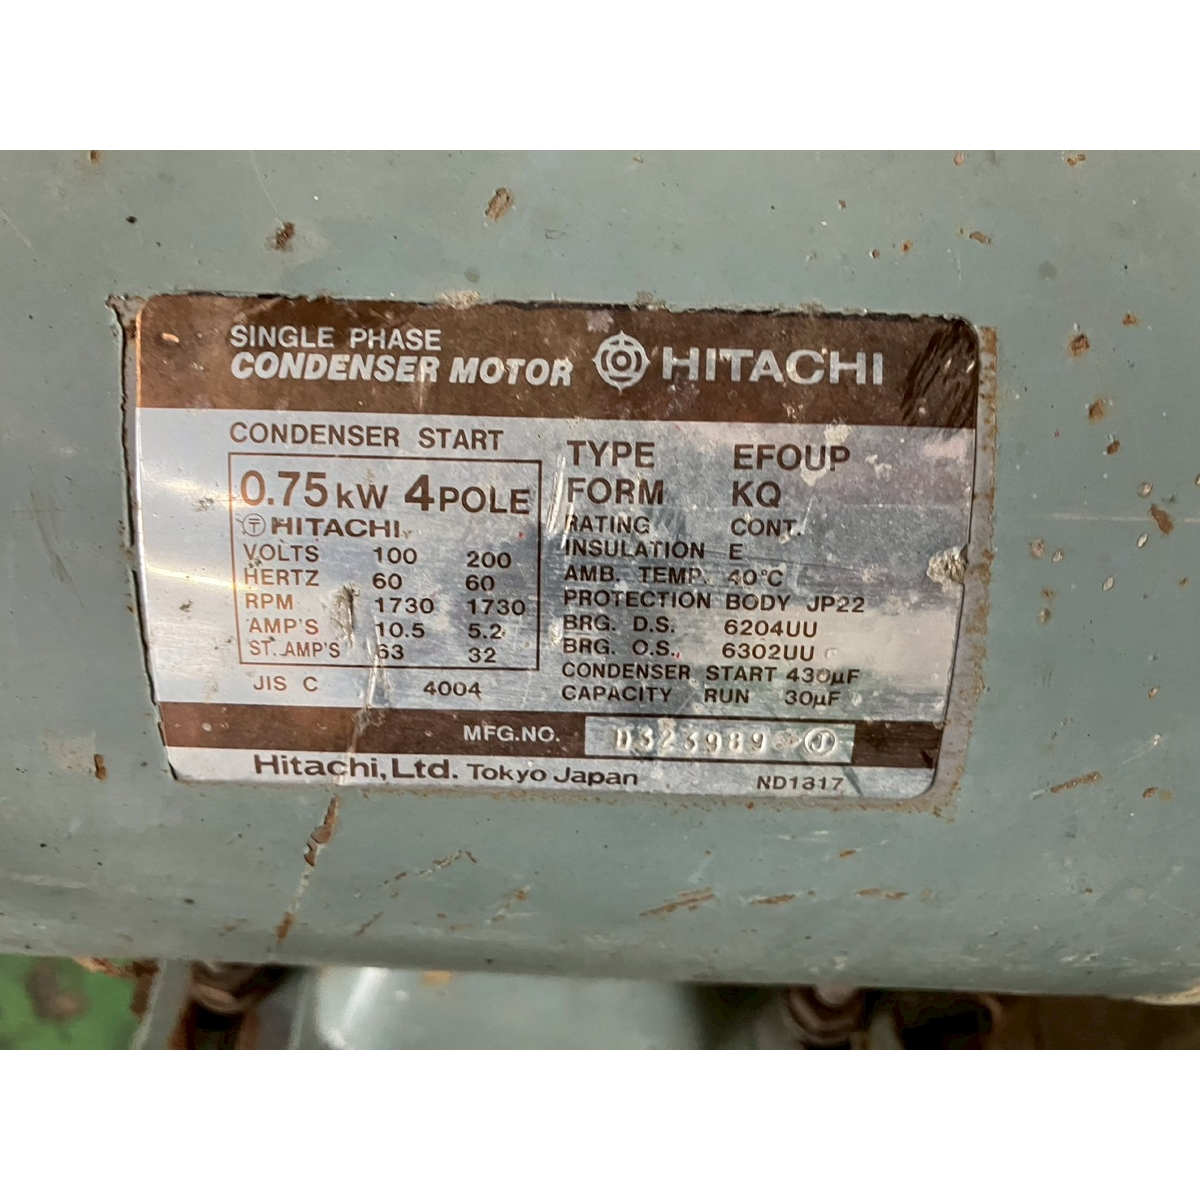 SINGLE PHASE
CONDENSER MOTOR HITACHI
CONDENSER START
0.75 KW 4 POLE
HITACHI
VOLTS 100 200
HERTZ 60 60
RPM 1730 1730
AMP'S 10.5 5.2
ST. AMP'S 63 32
JIS C 4004
TYPE EFOUP
FORM KQ
RATING CONT.
INSULATION E
AMB. TEMP. 40°C
PROTECTION BODY JP22
BRG. D.S. 6204UU
BRG. O.S. 6302UU
CONDENSER START 430μF
CAPACITY RUN 30μF
MFG.NO. D323989 J
Hitachi, Ltd. Tokyo Japan ND1317